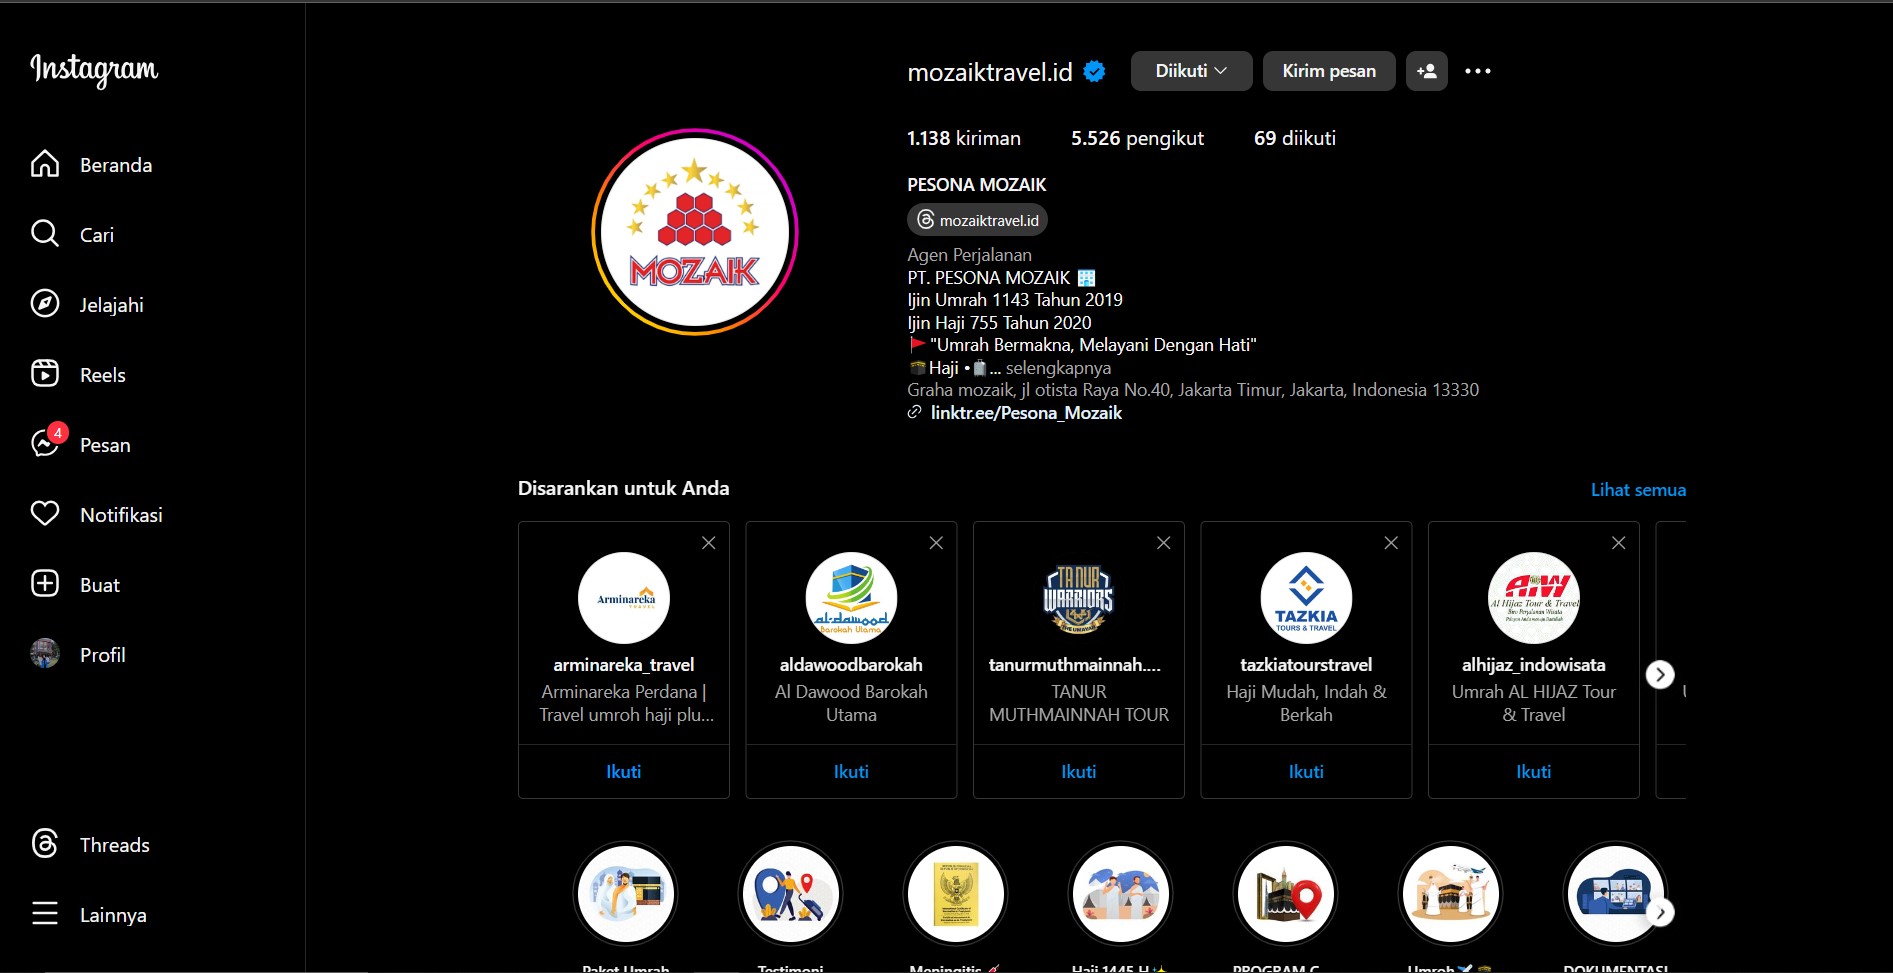 Instagram
Beranda
Cari
Jelajahi
Reels
4
Pesan
Notifikasi
Buat
Profil
Threads
Lainnya
mozaiktravel.id
Diikuti
Kirim pesan
1.138 kiriman
5.526 pengikut
69 diikuti
MOZAIK
PESONA MOZAIK
mozaiktravel.id
Agen Perjalanan
PT. PESONA MOZAIK 🏢
Ijin Umrah 1143 Tahun 2019
Ijin Haji 755 Tahun 2020
🚩"Umrah Bermakna, Melayani Dengan Hati"
🕋Haji •🧳... selengkapnya
Graha mozaik, jl otista Raya No.40, Jakarta Timur, Jakarta, Indonesia 13330
linktr.ee/Pesona_Mozaik
Disarankan untuk Anda
Lihat semua
Arminareka
TRAVEL
arminareka_travel
Arminareka Perdana |
Travel umroh haji plu...
Ikuti
al-dawood
Barokah Utama
aldawoodbarokah
Al Dawood Barokah
Utama
Ikuti
TANUR
WARRIORS
tanurmuthmainnah....
TANUR
MUTHMAINNAH TOUR
Ikuti
TAZKIA
TOURS & TRAVEL
tazkiatourstravel
Haji Mudah, Indah &
Berkah
Ikuti
AHW
Al Hijaz Tour & Travel
Biro Perjalanan Wisata
alhijaz_indowisata
Umrah AL HIJAZ Tour
& Travel
Ikuti
Paket Umrah
Testimoni
Meningitis 💉
Haji 1445 H✨
PROGRAM C...
Umroh✈️🕋
DOKUMENTASI